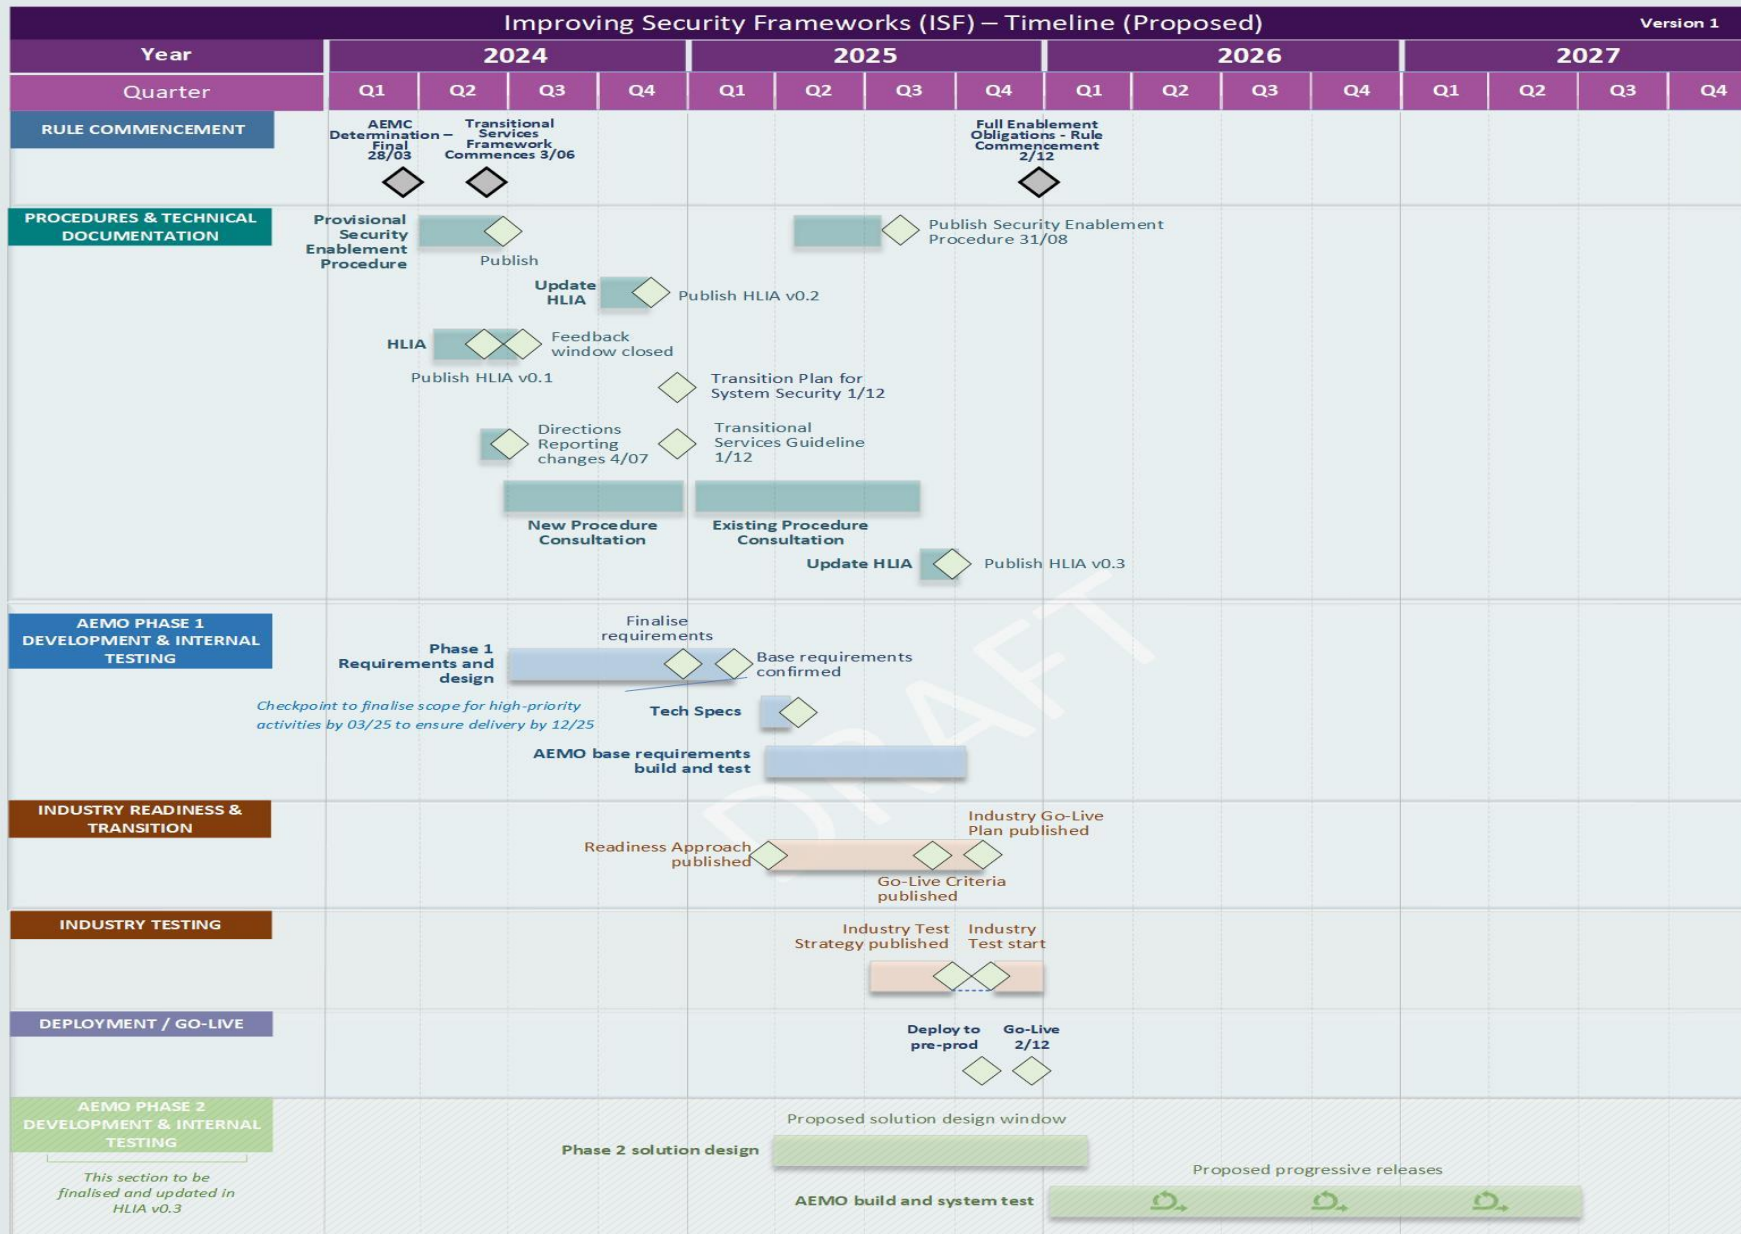 Improving Security Frameworks (ISF) – Timeline (Proposed)
Version 1
Year
2024
2025
2026
2027
Quarter
Q1
Q2
Q3
Q4
Q1
Q2
Q3
Q4
Q1
Q2
Q3
Q4
Q1
Q2
Q3
Q4
RULE COMMENCEMENT
AEMC
Determination –
Final
28/03
Transitional
Services
Framework
Commences 3/06
Full Enablement
Obligations - Rule
Commencement
2/12
PROCEDURES & TECHNICAL
DOCUMENTATION
Provisional
Security
Enablement
Procedure
Publish
Publish Security Enablement
Procedure 31/08
Update
HLIA
Publish HLIA v0.2
HLIA
Feedback
window closed
Publish HLIA v0.1
Transition Plan for
System Security 1/12
Directions
Reporting
changes 4/07
Transitional
Services Guideline
1/12
New Procedure
Consultation
Existing Procedure
Consultation
Update HLIA
Publish HLIA v0.3
DRAFT
AEMO PHASE 1
DEVELOPMENT & INTERNAL
TESTING
Finalise
requirements
Phase 1
Requirements and
design
Base requirements
confirmed
Checkpoint to finalise scope for high-priority
activities by 03/25 to ensure delivery by 12/25
Tech Specs
AEMO base requirements
build and test
INDUSTRY READINESS &
TRANSITION
Industry Go-Live
Plan published
Readiness Approach
published
Go-Live Criteria
published
INDUSTRY TESTING
Industry Test
Strategy published
Industry
Test start
DEPLOYMENT / GO-LIVE
Deploy to
pre-prod
Go-Live
2/12
AEMO PHASE 2
DEVELOPMENT & INTERNAL
TESTING
This section to be
finalised and updated in
HLIA v0.3
Proposed solution design window
Phase 2 solution design
Proposed progressive releases
AEMO build and system test